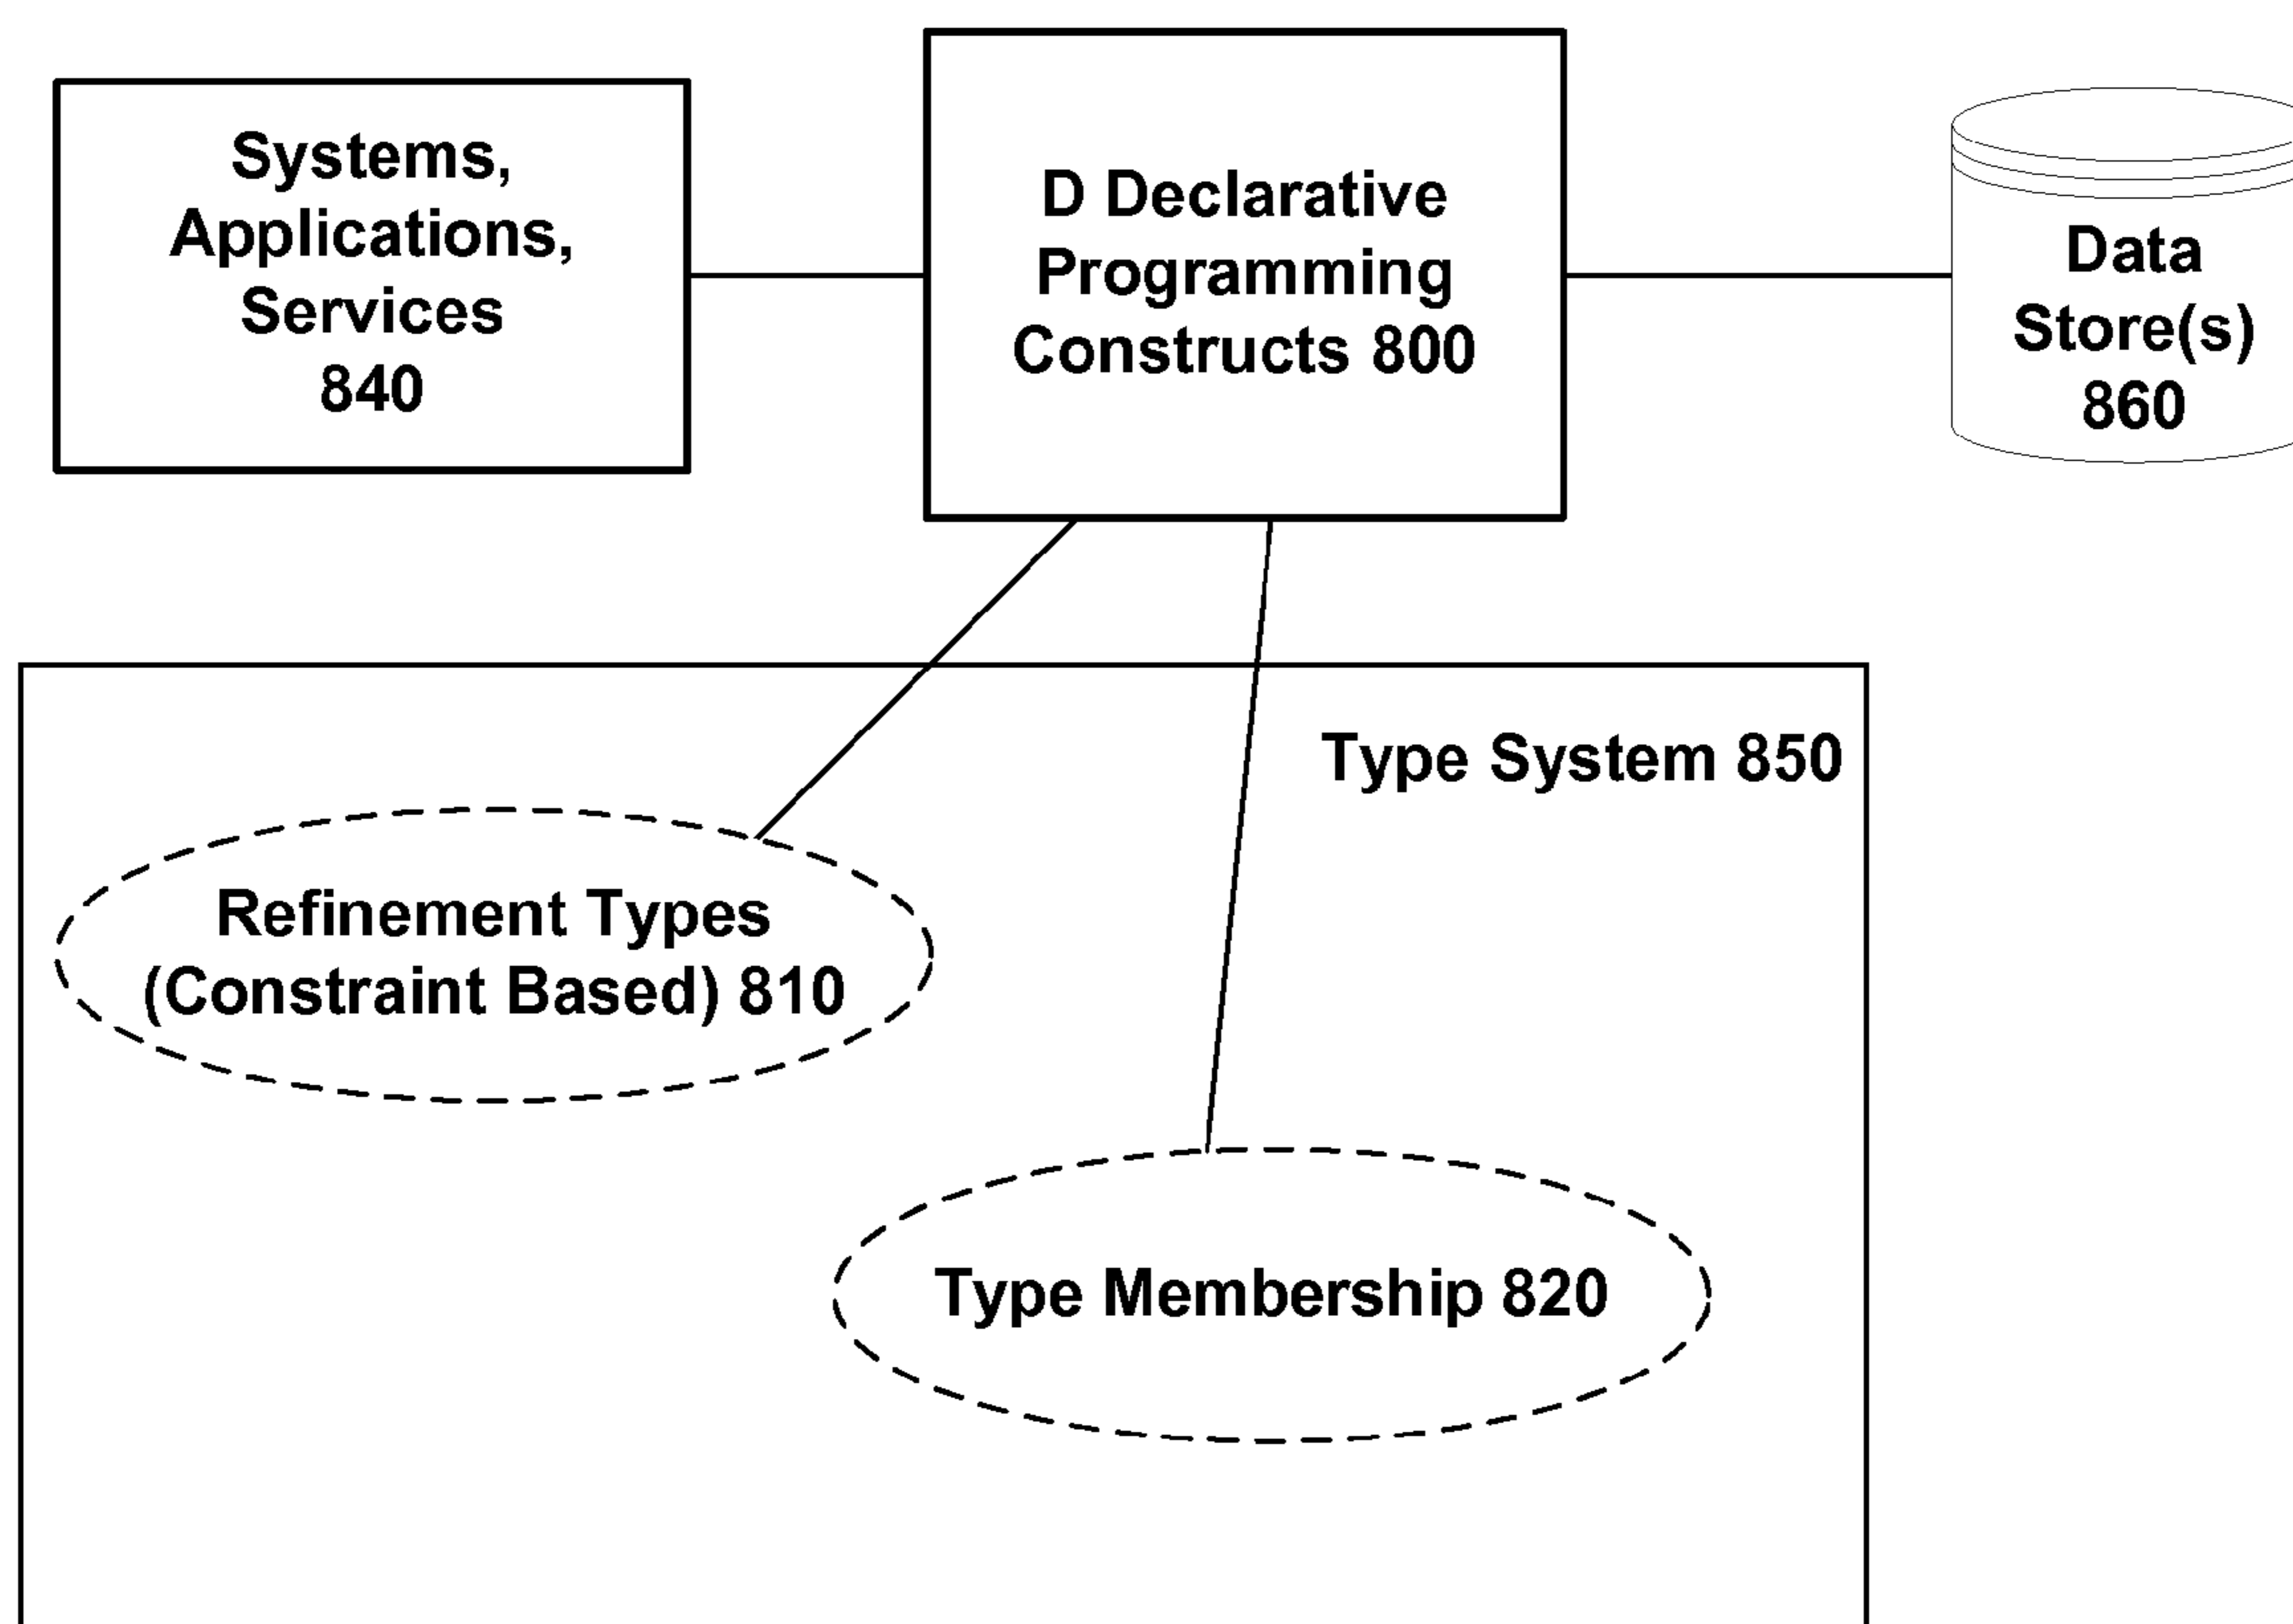 Systems,
Applications,
Services
840
D Declarative
Programming
Constructs 800
Data
Store(s)
860
Type System 850
Refinement Types
(Constraint Based) 810
Type Membership 820